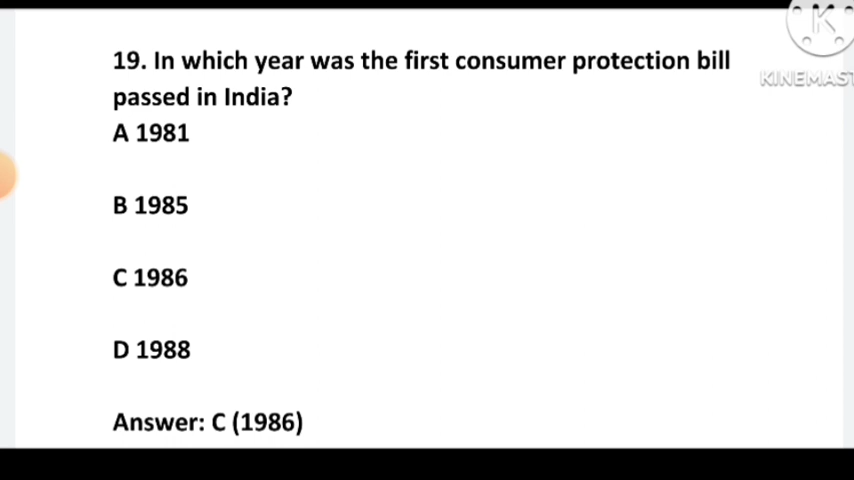 19. In which year was the first consumer protection bill
passed in India?
A 1981
B 1985
C 1986
D 1988
Answer: C (1986)
K
KINEMAST